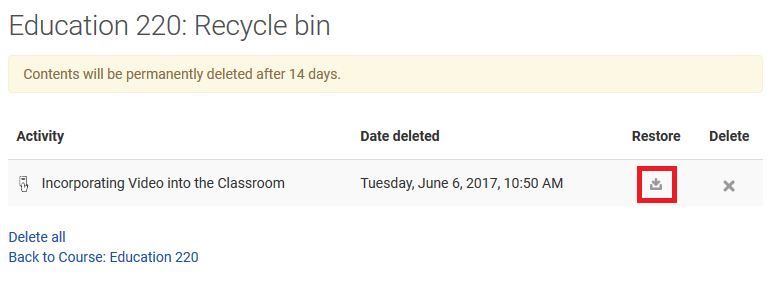 Education 220: Recycle bin
Contents will be permanently deleted after 14 days.
Activity Date deleted Restore Delete
Incorporating Video into the Classroom Tuesday, June 6, 2017, 10:50 AM
Delete all
Back to Course: Education 220